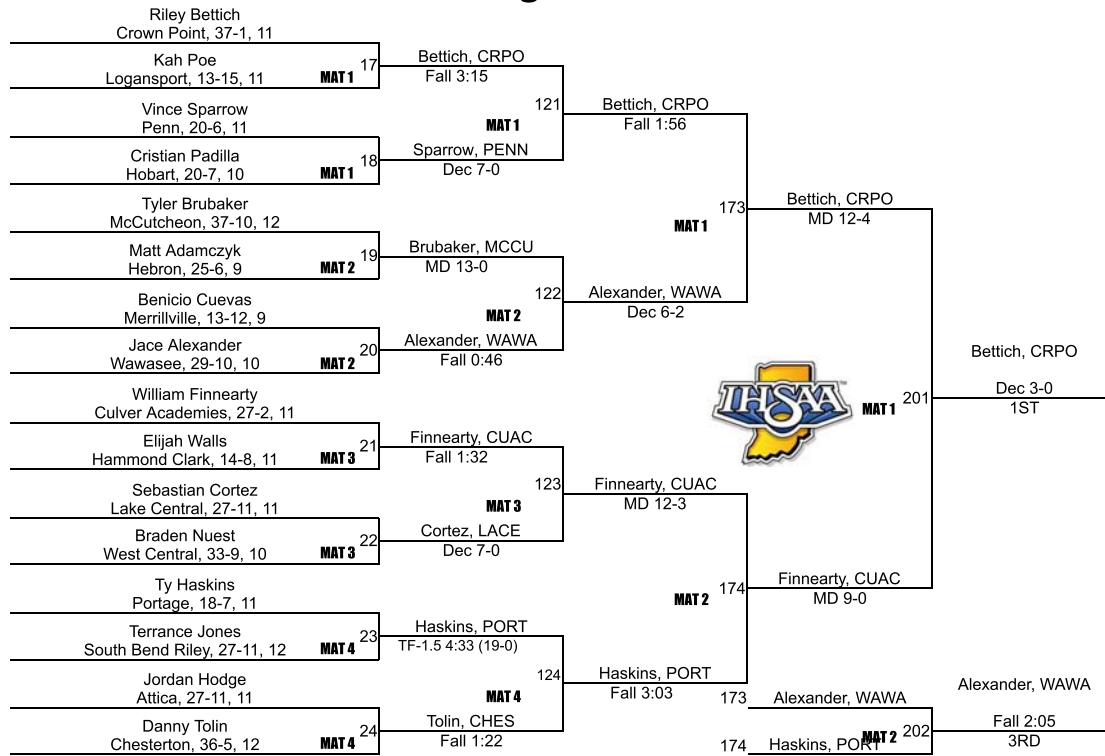 Riley Bettich
Crown Point, 37-1, 11
Kah Poe
Logansport, 13-15, 11
MAT 1
17
Vince Sparrow
Penn, 20-6, 11
Cristian Padilla
Hobart, 20-7, 10
MAT 1
18
Tyler Brubaker
McCutcheon, 37-10, 12
Matt Adamczyk
Hebron, 25-6, 9
MAT 2
19
Benicio Cuevas
Merrillville, 13-12, 9
Jace Alexander
Wawasee, 29-10, 10
MAT 2
20
William Finnearty
Culver Academies, 27-2, 11
Elijah Walls
Hammond Clark, 14-8, 11
MAT 3
21
Sebastian Cortez
Lake Central, 27-11, 11
Braden Nuest
West Central, 33-9, 10
MAT 3
22
Ty Haskins
Portage, 18-7, 11
Terrance Jones
South Bend Riley, 27-11, 12
MAT 4
23
Jordan Hodge
Attica, 27-11, 11
Danny Tolin
Chesterton, 36-5, 12
MAT 4
24
Bettich, CRPO
Fall 3:15
121
MAT 1
Sparrow, PENN
Dec 7-0
Brubaker, MCCU
MD 13-0
122
MAT 2
Alexander, WAWA
Fall 0:46
Finnearty, CUAC
Fall 1:32
123
MAT 3
Cortez, LACE
Dec 7-0
Haskins, PORT
TF-1.5 4:33 (19-0)
124
MAT 4
Tolin, CHES
Fall 1:22
Bettich, CRPO
Fall 1:56
173
MAT 1
Alexander, WAWA
Dec 6-2
Finnearty, CUAC
MD 12-3
174
MAT 2
Haskins, PORT
Fall 3:03
Bettich, CRPO
MD 12-4
IHSAA
MAT 1
201
Finnearty, CUAC
MD 9-0
Bettich, CRPO
Dec 3-0
1ST
173
Alexander, WAWA
MAT 2
202
174
Haskins, PORT
Alexander, WAWA
Fall 2:05
3RD